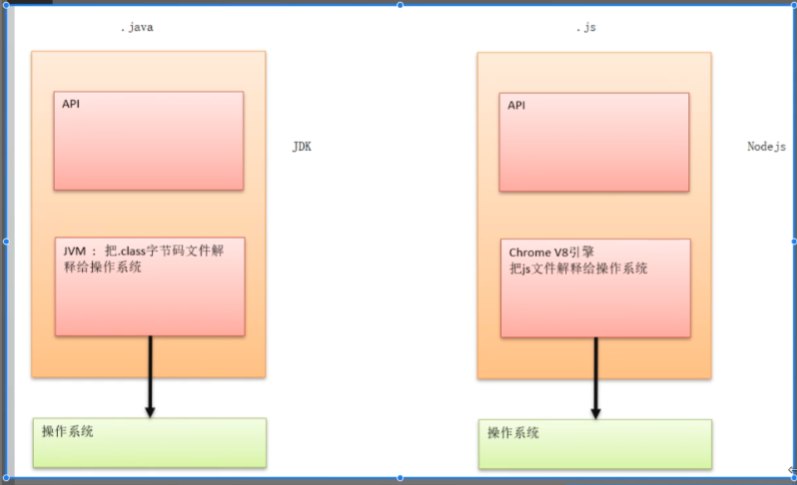 .java
API
JDK
JVM ： 把.class字节码文件解
释给操作系统
操作系统
.js
API
Nodejs
Chrome V8引擎
把js文件解释给操作系统
操作系统